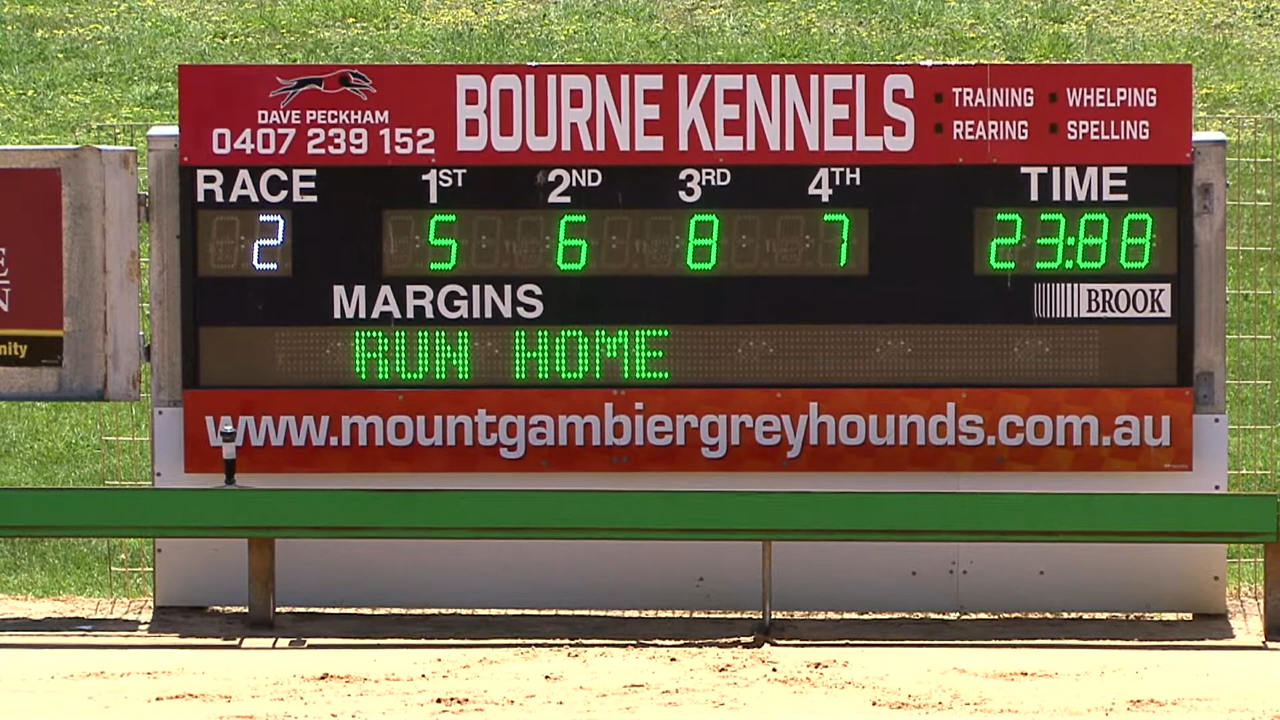 DAVE PECKHAM
0407 239 152
BOURNE KENNELS
TRAINING
WHELPING
REARING
SPELLING
RACE 1ST 2ND 3RD 4TH TIME
2 5 6 8 7 23:88
MARGINS
BROOK
RUN HOME
www.mountgambiergreyhounds.com.au
E
N
nity